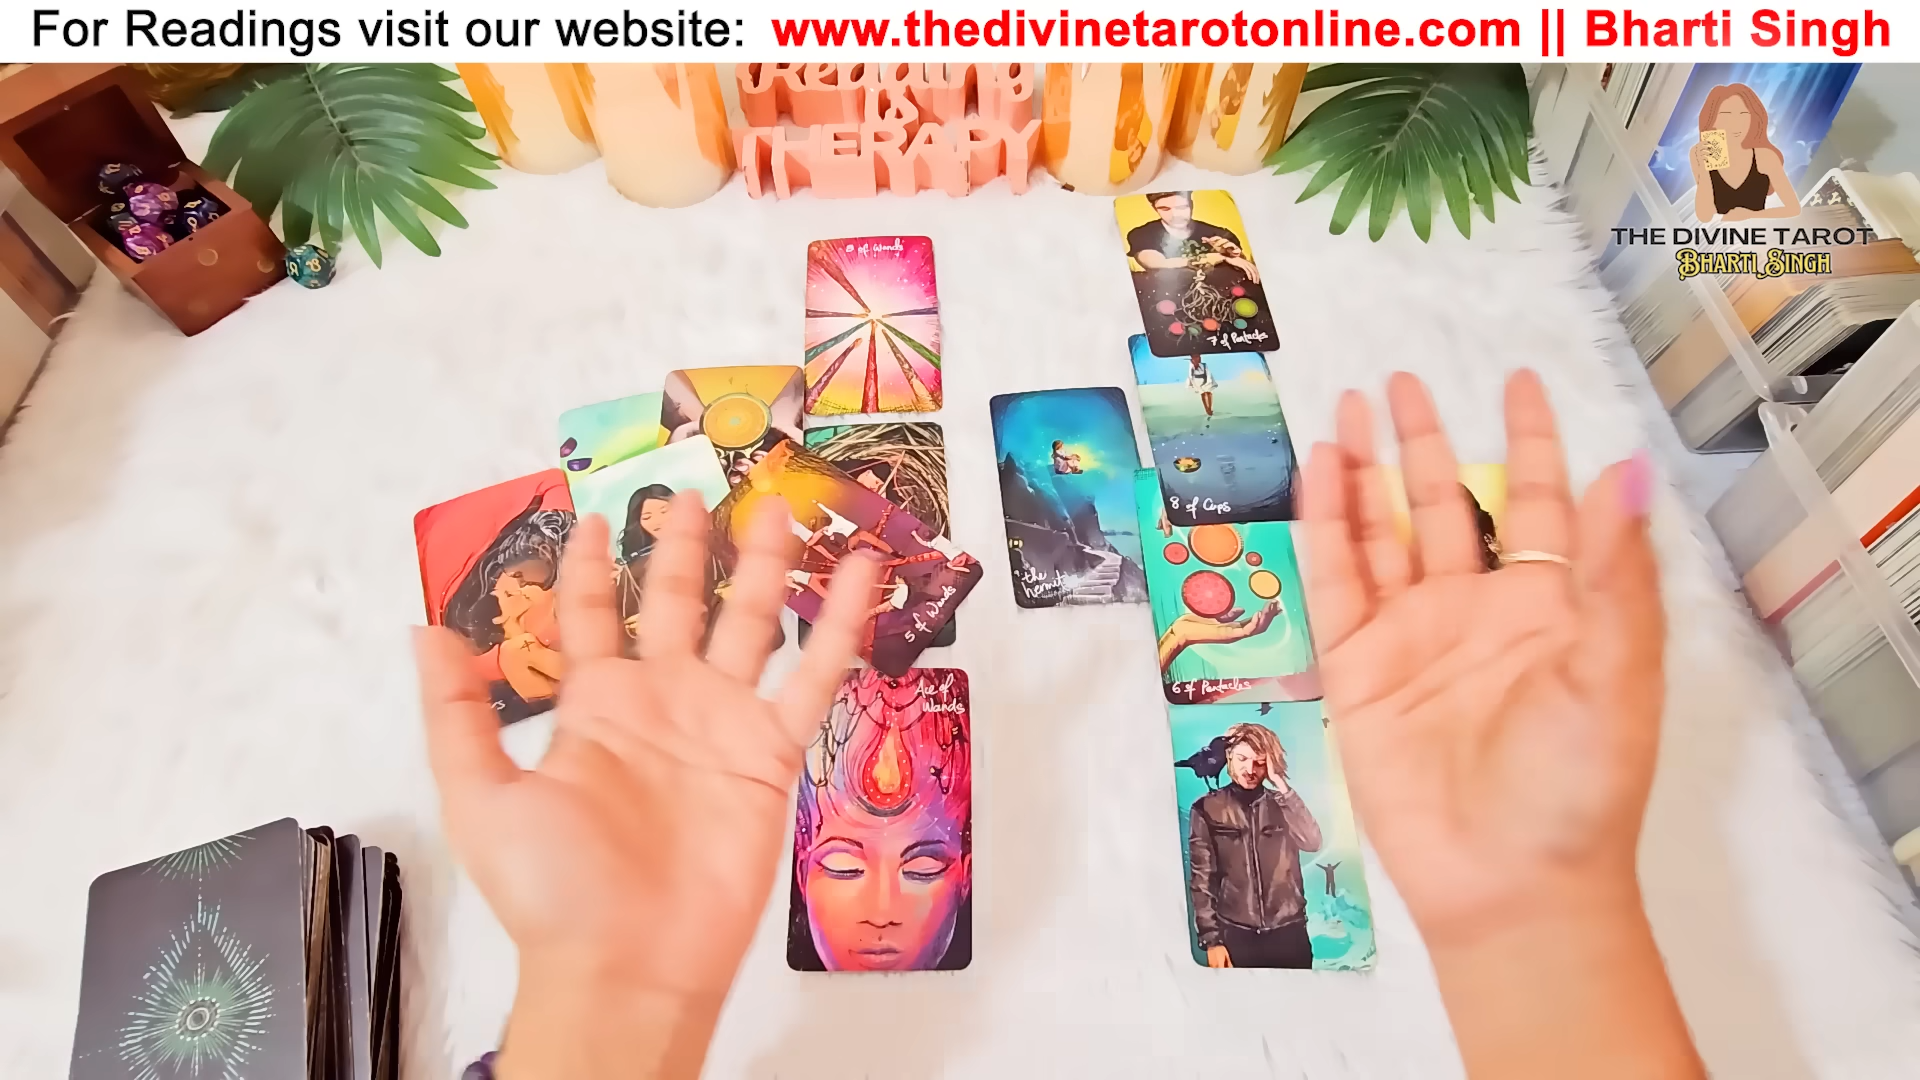 For Readings visit our website: www.thedivinetarotonline.com || Bharti Singh
Reading
is
THERAPY
THE DIVINE TAROT
BHARTI SINGH
8 of Wands
7 of Pentacles
8 of Cups
the
hermit
5 of Wands
6 of Pentacles
Ace of
Wands